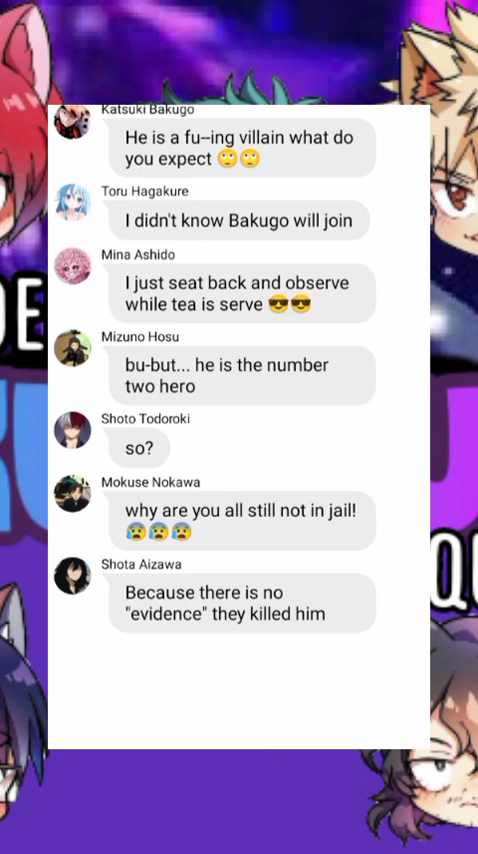 Katsuki Bakugo
He is a fu--ing villain what do
you expect 🙄🙄
Toru Hagakure
I didn't know Bakugo will join
Mina Ashido
I just seat back and observe
while tea is serve 😎😎
Mizuno Hosu
bu-but... he is the number
two hero
Shoto Todoroki
so?
Mokuse Nokawa
why are you all still not in jail!
😰😰😰
Shota Aizawa
Because there is no
"evidence" they killed him